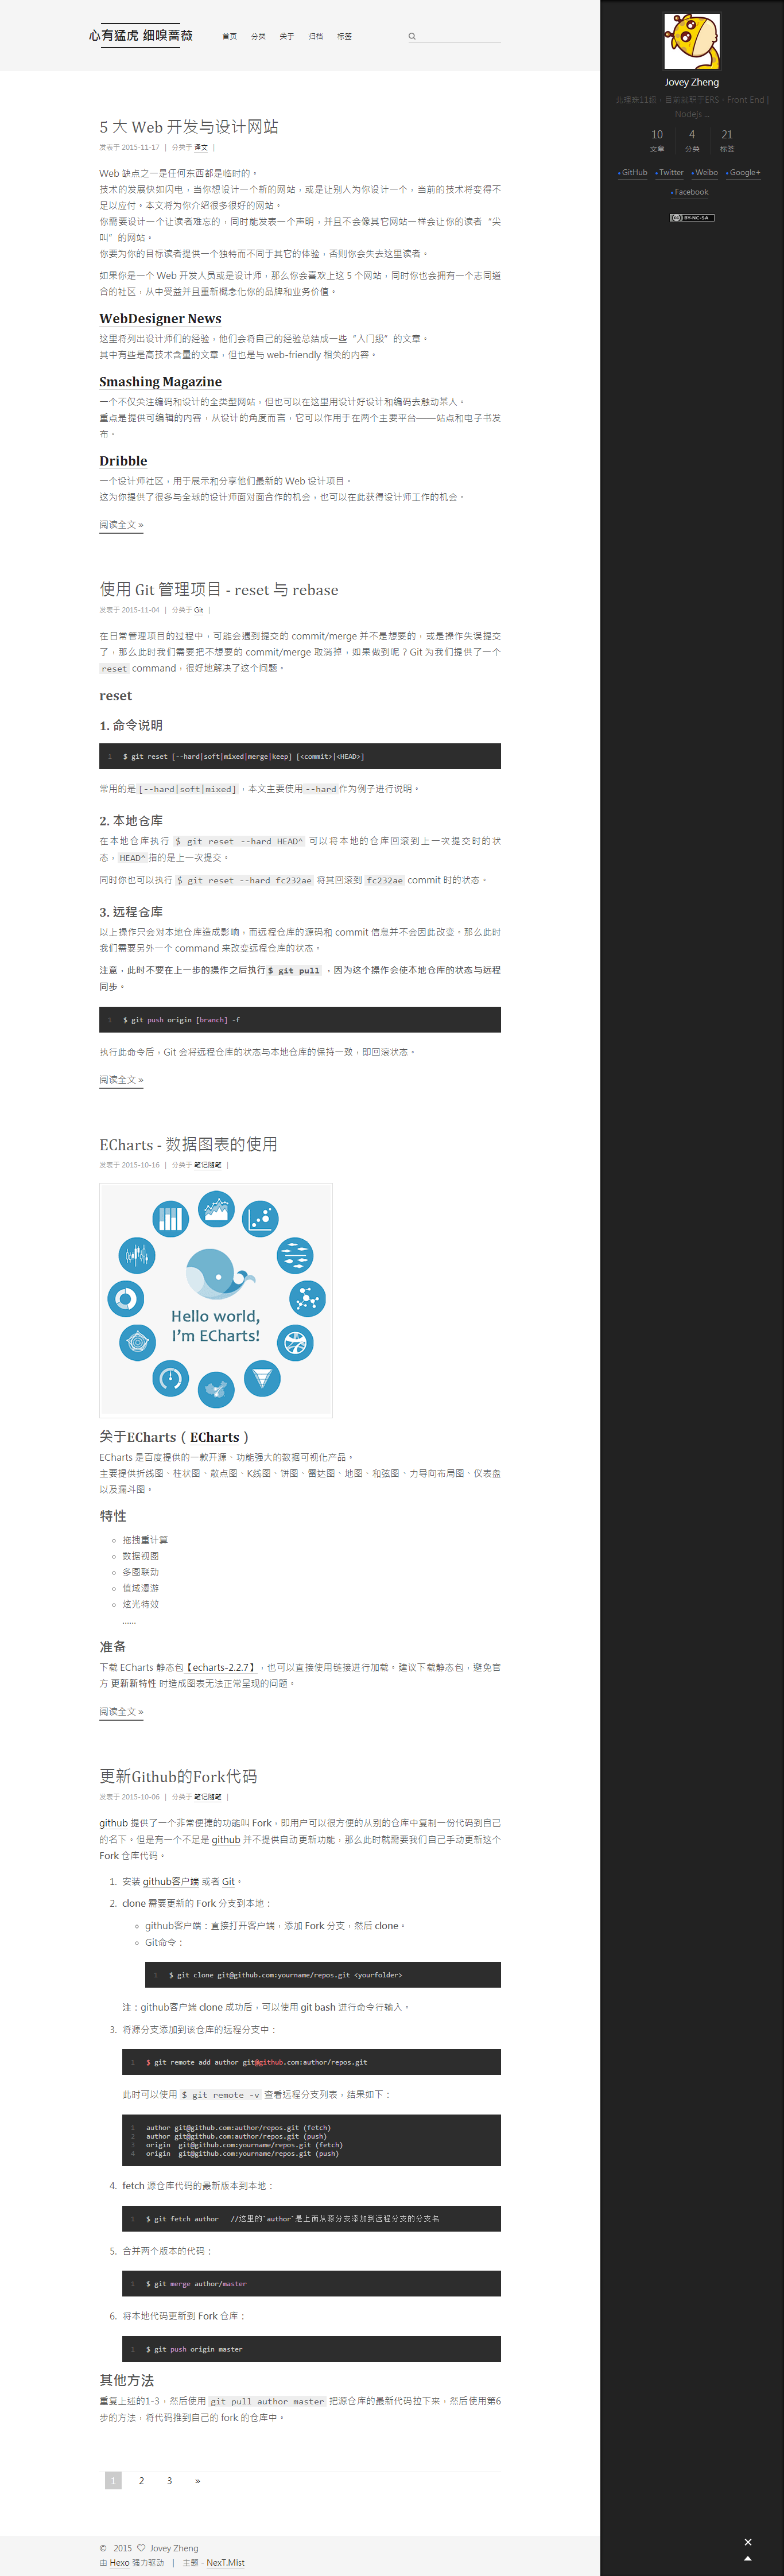 心有猛虎 细嗅蔷薇
首页 分类 关于 归档 标签
5 大 Web 开发与设计网站
发表于 2015-11-17 | 分类于 译文 |
Web 缺点之一是任何东西都是临时的。
技术的发展快如闪电，当你想设计一个新的网站，或是让别人为你设计一个，当前的技术将变得不
足以应付。本文将为你介绍很多很好的网站。
你需要设计一个让读者难忘的，同时能发表一个声明，并且不会像其它网站一样会让你的读者“尖
叫”的网站。
你要为你的目标读者提供一个独特而不同于其它的体验，否则你会失去这里读者。
如果你是一个 Web 开发人员或是设计师，那么你会喜欢上这 5 个网站，同时你也会拥有一个志同道
合的社区，从中受益并且重新概念化你的品牌和业务价值。
WebDesigner News
这里将列出设计师们的经验，他们会将自己的经验总结成一些“入门级”的文章。
其中有些是高技术含量的文章，但也是与 web-friendly 相关的内容。
Smashing Magazine
一个不仅关注编码和设计的全类型网站，但也可以在这里用设计好设计和编码去触动某人。
重点是提供可编辑的内容，从设计的角度而言，它可以作用于在两个主要平台——站点和电子书发
布。
Dribble
一个设计师社区，用于展示和分享他们最新的 Web 设计项目。
这为你提供了很多与全球的设计师面对面合作的机会，也可以在此获得设计师工作的机会。
阅读全文 »
使用 Git 管理项目 - reset 与 rebase
发表于 2015-11-04 | 分类于 Git |
在日常管理项目的过程中，可能会遇到提交的 commit/merge 并不是想要的，或是操作失误提交
了，那么此时我们需要把不想要的 commit/merge 取消掉，如果做到呢？Git 为我们提供了一个
reset command，很好地解决了这个问题。
reset
1. 命令说明
1 $ git reset [--hard|soft|mixed|merge|keep] [<commit>|<HEAD>]
常用的是 [--hard|soft|mixed]，本文主要使用 --hard 作为例子进行说明。
2. 本地仓库
在本地仓库执行 $ git reset --hard HEAD^ 可以将本地的仓库回滚到上一次提交时的状
态，HEAD^ 指的是上一次提交。
同时你也可以执行 $ git reset --hard fc232ae 将其回滚到 fc232ae commit 时的状态。
3. 远程仓库
以上操作只会对本地仓库造成影响，而远程仓库的源码和 commit 信息并不会因此改变。那么此时
我们需要另外一个 command 来改变远程仓库的状态。
注意，此时不要在上一步的操作之后执行 $ git pull ，因为这个操作会使本地仓库的状态与远程
同步。
1 $ git push origin [branch] -f
执行此命令后，Git 会将远程仓库的状态与本地仓库的保持一致，即回滚状态。
阅读全文 »
ECharts - 数据图表的使用
发表于 2015-10-16 | 分类于 笔记随笔 |
Hello world,
I'm ECharts!
关于ECharts（ECharts）
ECharts 是百度提供的一款开源、功能强大的数据可视化产品，
主要提供折线图、柱状图、散点图、K线图、饼图、雷达图、地图、和弦图、力导向布局图、仪表盘
以及漏斗图。
特性
拖拽重计算
数据视图
多图联动
值域漫游
炫光特效
……
准备
下载 ECharts 静态包【echarts-2.2.7】，也可以直接使用链接进行加载。建议下载静态包，避免官
方 更新新特性 时造成图表无法正常呈现的问题。
阅读全文 »
更新Github的Fork代码
发表于 2015-10-06 | 分类于 笔记随笔 |
github 提供了一个非常便捷的功能叫 Fork，即用户可以很方便的从别的仓库中复制一份代码到自己
的名下。但是有一个不足是 github 并不提供自动更新功能，那么此时就需要我们自己手动更新这个
Fork 仓库代码。
1. 安装 github客户端 或者 Git。
2. clone 需要更新的 Fork 分支到本地：
github客户端：直接打开客户端，添加 Fork 分支，然后 clone。
Git命令：
1 $ git clone git@github.com:yourname/repos.git <yourfolder>
注：github客户端 clone 成功后，可以使用 git bash 进行命令行输入。
3. 将源分支添加到该仓库的远程分支中：
1 $ git remote add author git@github.com:author/repos.git
此时可以使用 $ git remote -v 查看远程分支列表，结果如下：
1 author git@github.com:author/repos.git (fetch)
2 author git@github.com:author/repos.git (push)
3 origin git@github.com:yourname/repos.git (fetch)
4 origin git@github.com:yourname/repos.git (push)
4. fetch 源仓库代码的最新版本到本地：
1 $ git fetch author //这里的`author`是上面从源分支添加到远程分支的分支名
5. 合并两个版本的代码：
1 $ git merge author/master
6. 将本地代码更新到 Fork 仓库：
1 $ git push origin master
其他方法
重复上述的1-3，然后使用 git pull author master 把源仓库的最新代码拉下来，然后使用第6
步的方法，将代码推到自己的 fork 的仓库中。
1 2 3 »
© 2015 Jovey Zheng
由 Hexo 强力驱动 | 主题 - NexT.Mist
Jovey Zheng
北理珠11级，目前就职于ERS，Front End |
Nodejs ...
10 4 21
文章 分类 标签
GitHub Twitter Weibo Google+
Facebook
BY-NC-SA